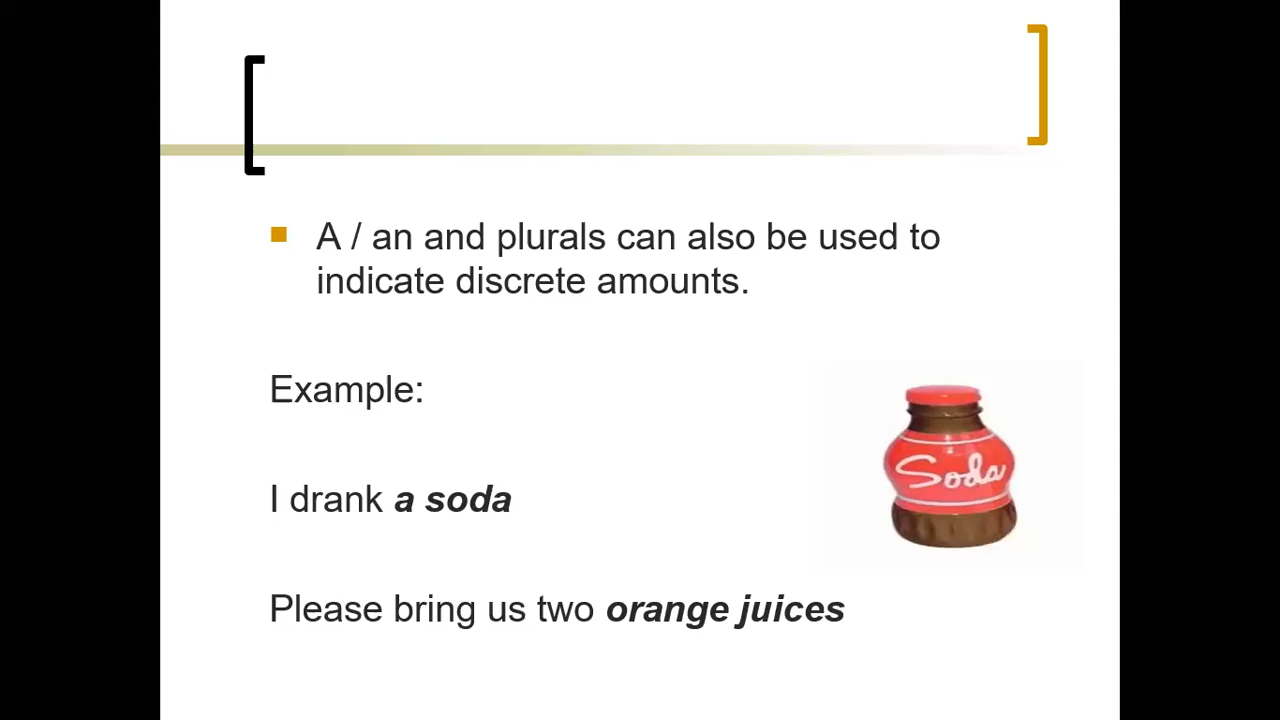 A / an and plurals can also be used to
indicate discrete amounts.
Example:
Soda
I drank a soda
Please bring us two orange juices